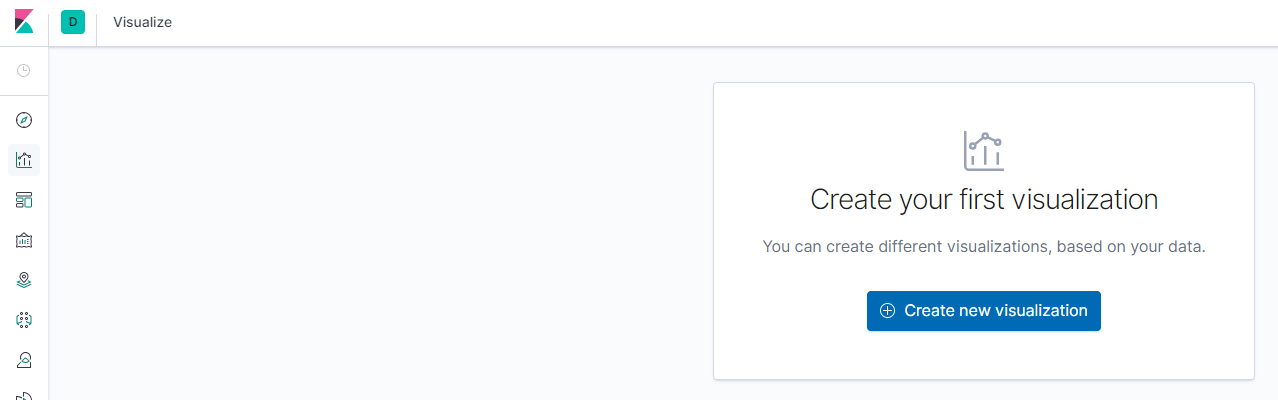 D
Visualize
Create your first visualization
You can create different visualizations, based on your data.
Create new visualization